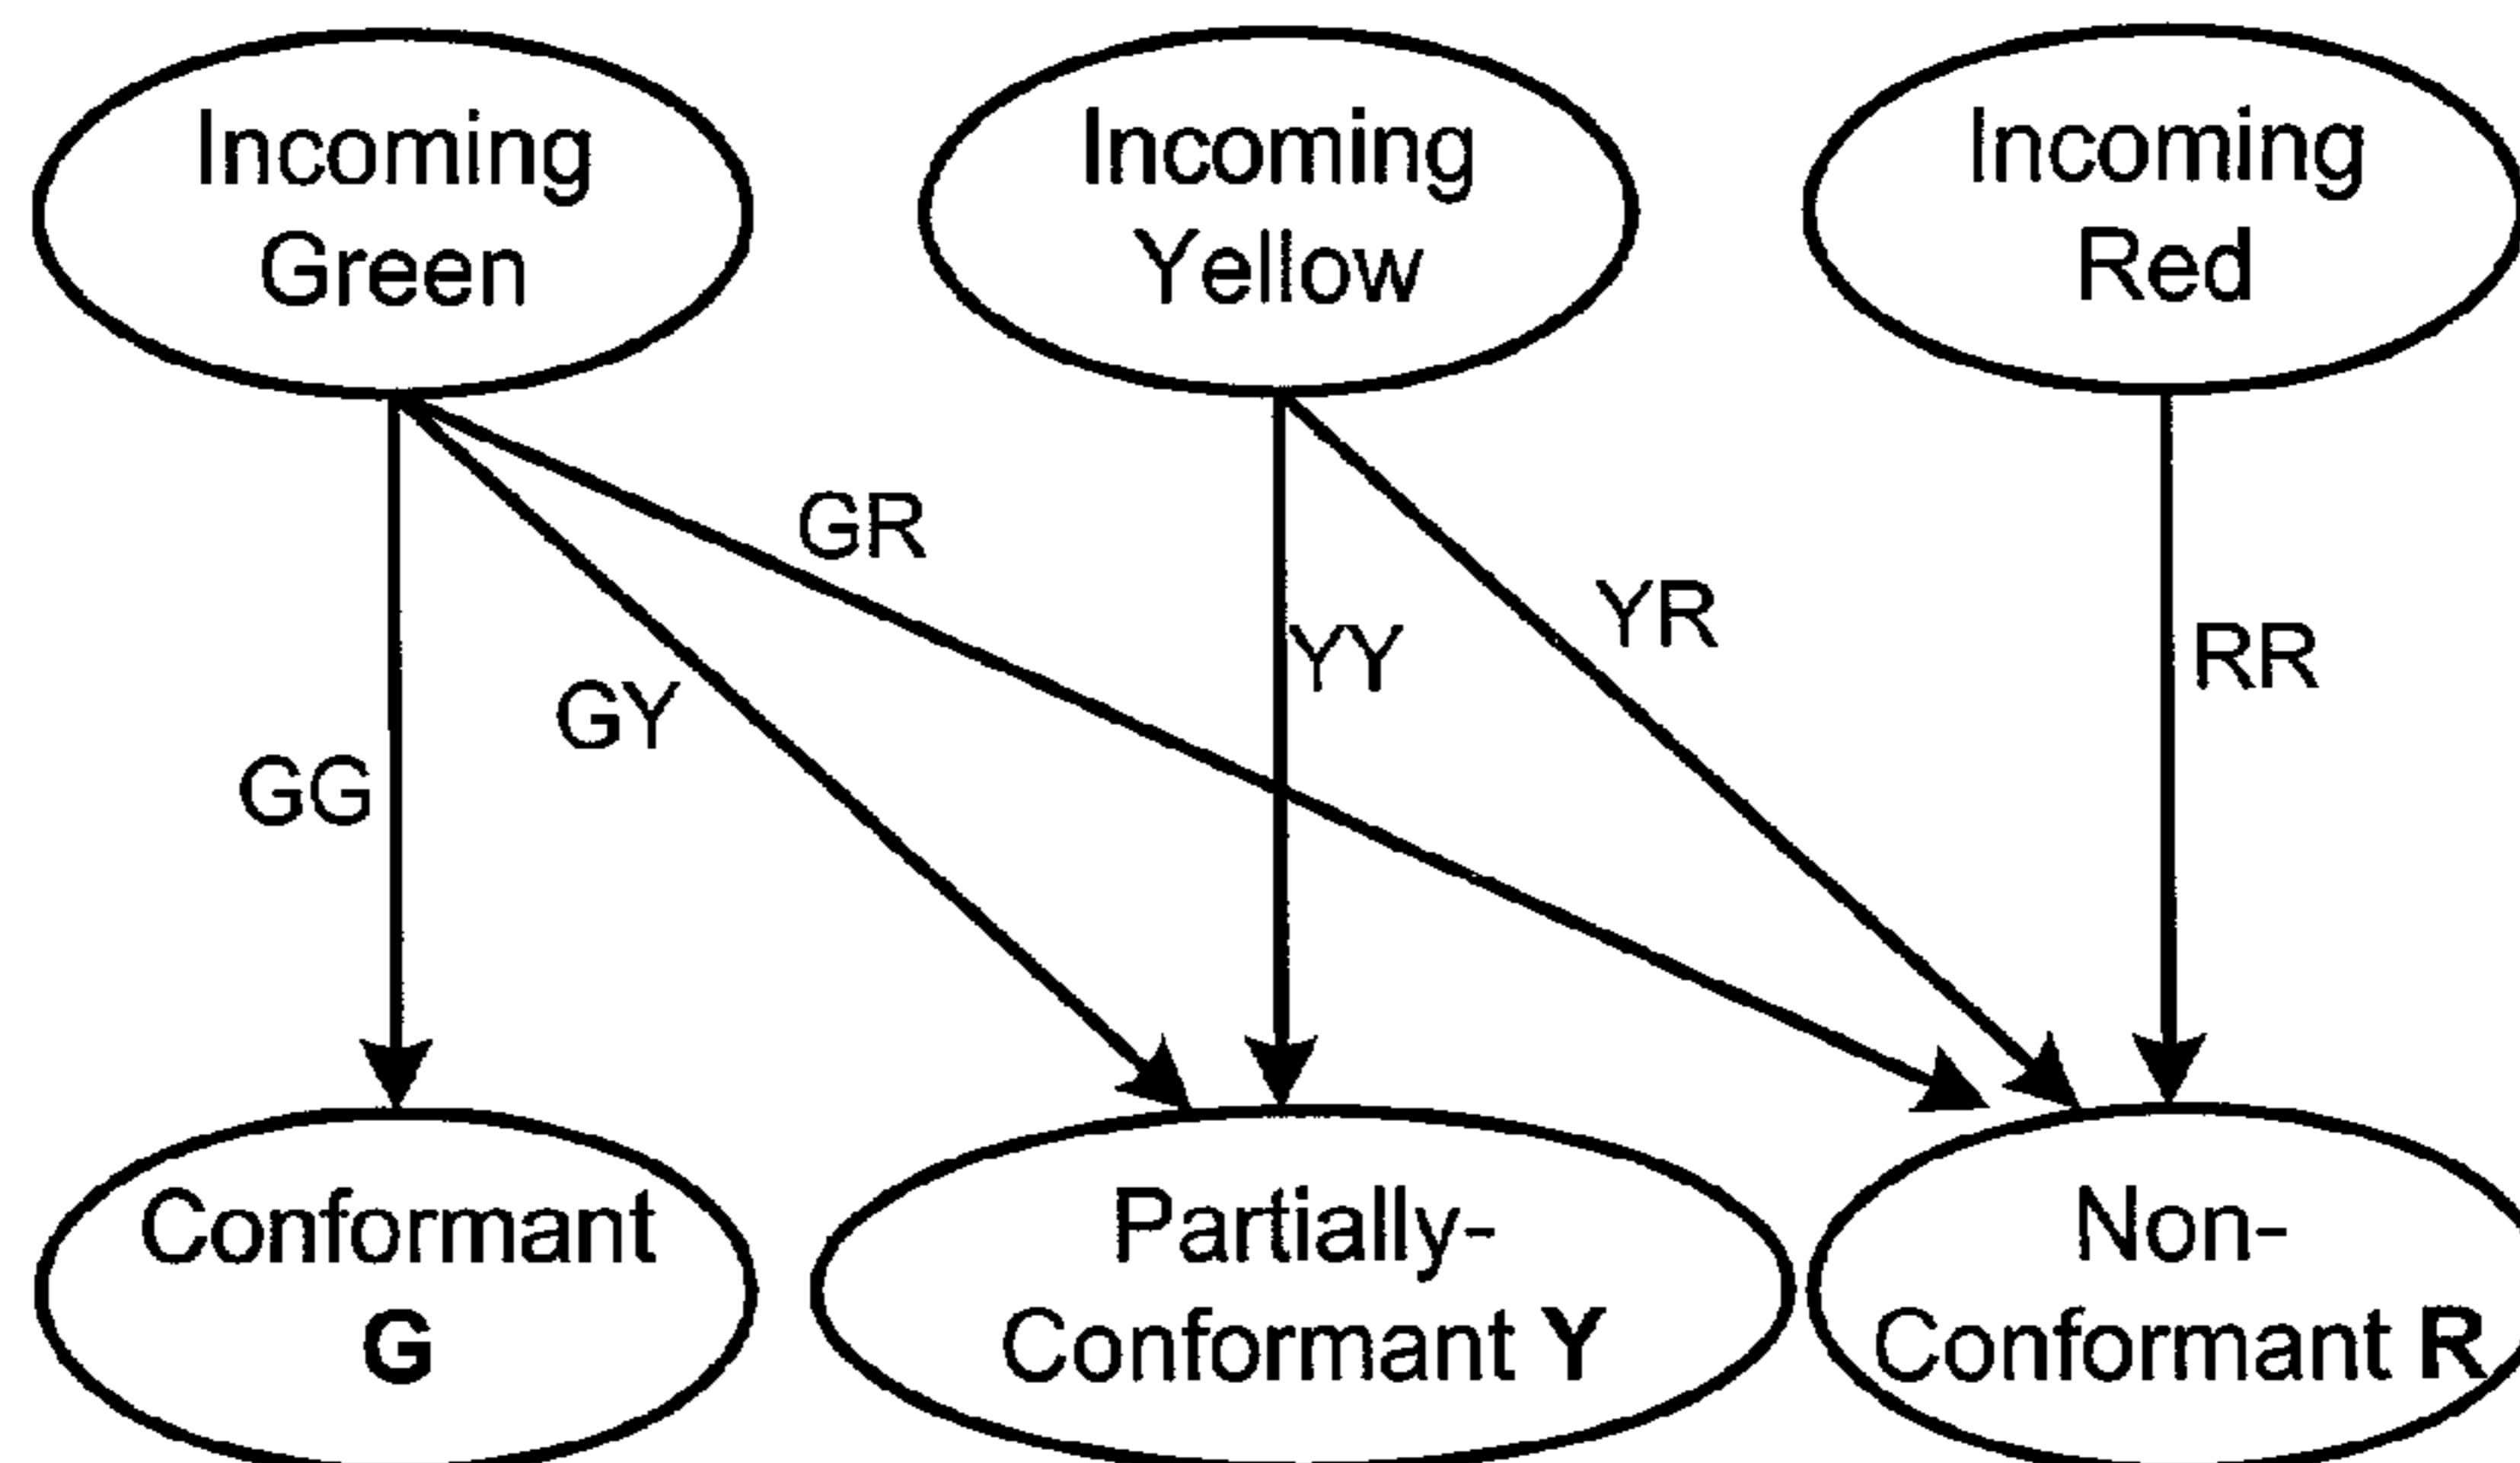 Incoming
Green
Incoming
Yellow
Incoming
Red
GR
YR
YY
RR
GY
GG
Conformant
G
Partially-
Conformant Y
Non-
Conformant R